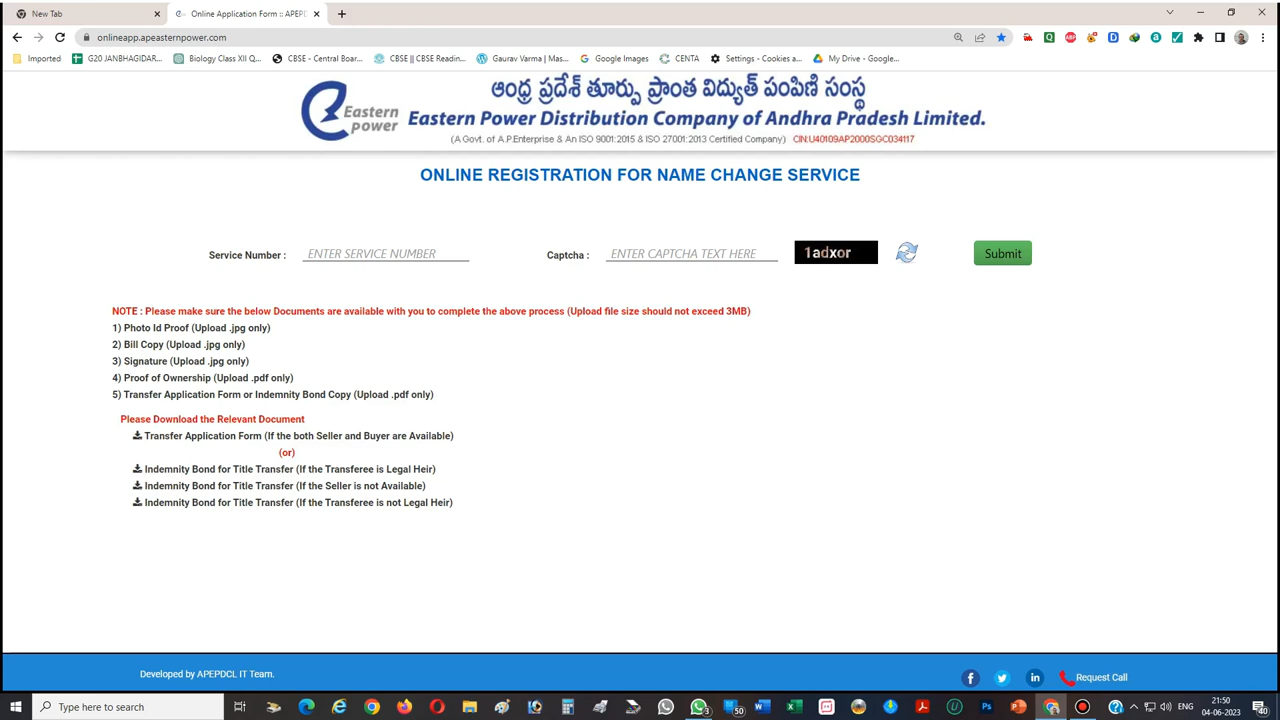 New Tab
Online Application Form :: APEPD
onlineapp.apeasternpower.com
Imported
G20 JANBHAGIDAR...
Biology Class XII Q...
CBSE - Central Boar...
CBSE || CBSE Readin...
Gaurav Varma | Mas...
Google Images
CENTA
Settings - Cookies a...
My Drive - Google...
Eastern power
ఆంధ్ర ప్రదేశ్ తూర్పు ప్రాంత విద్యుత్ పంపిణి సంస్థ
Eastern Power Distribution Company of Andhra Pradesh Limited.
(A Govt. of A.P.Enterprise & An ISO 9001:2015 & ISO 27001:2013 Certified Company) CIN:U40109AP2000SGC034117
ONLINE REGISTRATION FOR NAME CHANGE SERVICE
Service Number : ENTER SERVICE NUMBER Captcha : ENTER CAPTCHA TEXT HERE 1adxor Submit
NOTE : Please make sure the below Documents are available with you to complete the above process (Upload file size should not exceed 3MB)
1) Photo Id Proof (Upload .jpg only)
2) Bill Copy (Upload .jpg only)
3) Signature (Upload .jpg only)
4) Proof of Ownership (Upload .pdf only)
5) Transfer Application Form or Indemnity Bond Copy (Upload .pdf only)
Please Download the Relevant Document
Transfer Application Form (If the both Seller and Buyer are Available)
(or)
Indemnity Bond for Title Transfer (If the Transferee is Legal Heir)
Indemnity Bond for Title Transfer (If the Seller is not Available)
Indemnity Bond for Title Transfer (If the Transferee is not Legal Heir)
Developed by APEPDCL IT Team.
Request Call
Type here to search
50
3
ENG
21:50
04-06-2023
40